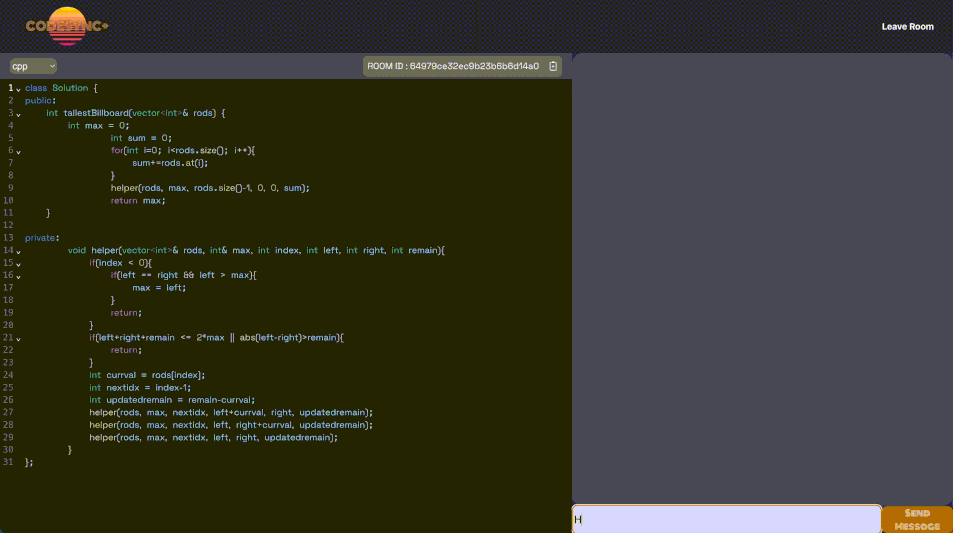 CODESYNC+
Leave Room
cpp
ROOM ID : 64979ce32ec9b23b6b6d14a0
1 class Solution {
2 public:
3 int tallestBillboard(vector<int>& rods) {
4 int max = 0;
5 int sum = 0;
6 for(int i=0; i<rods.size(); i++){
7 sum+=rods.at(i);
8 }
9 helper(rods, max, rods.size()-1, 0, 0, sum);
10 return max;
11 }
12
13 private:
14 void helper(vector<int>& rods, int& max, int index, int left, int right, int remain){
15 if(index < 0){
16 if(left == right && left > max){
17 max = left;
18 }
19 return;
20 }
21 if(left+right+remain <= 2*max || abs(left-right)>remain){
22 return;
23 }
24 int currval = rods[index];
25 int nextidx = index-1;
26 int updatedremain = remain-currval;
27 helper(rods, max, nextidx, left+currval, right, updatedremain);
28 helper(rods, max, nextidx, left, right+currval, updatedremain);
29 helper(rods, max, nextidx, left, right, updatedremain);
30 }
31 };
H
Send
Message